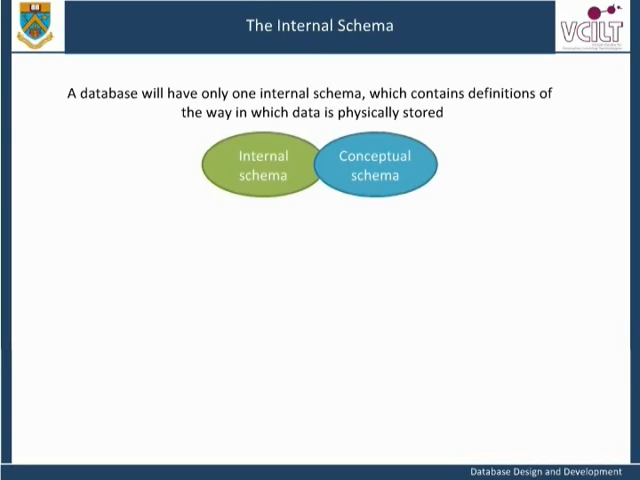 The Internal Schema
VCILT
A database will have only one internal schema, which contains definitions of
the way in which data is physically stored
Internal
schema
Conceptual
schema
Database Design and Development